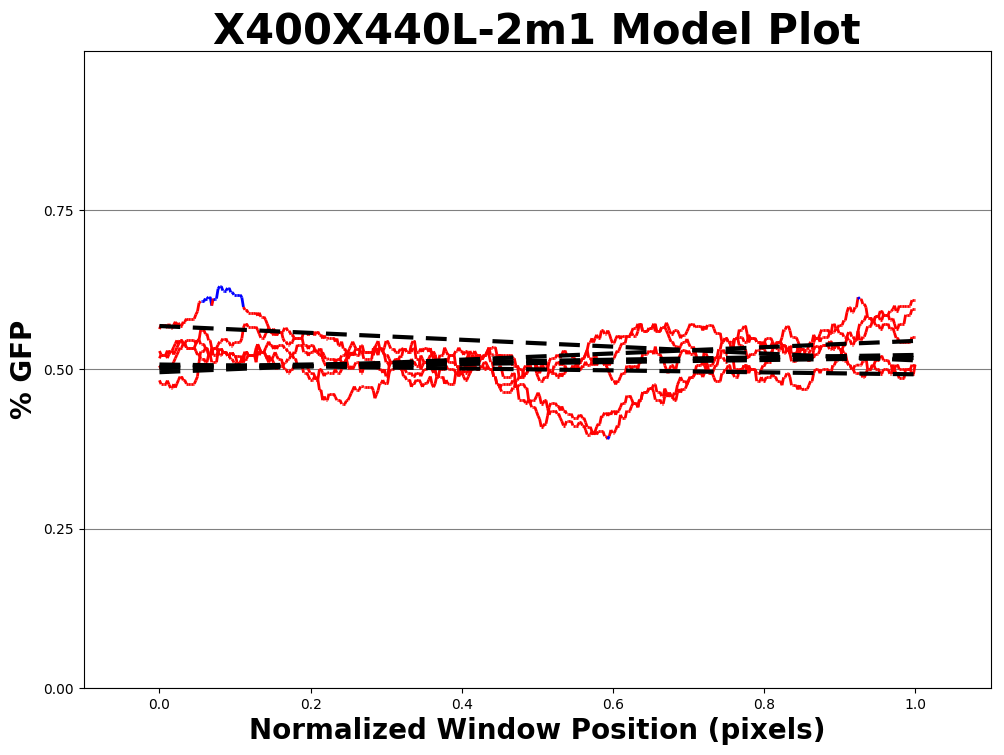 X400X440L-2m1 Model Plot
% GFP
0.75
0.50
0.25
0.00
0.0 0.2 0.4 0.6 0.8 1.0
Normalized Window Position (pixels)